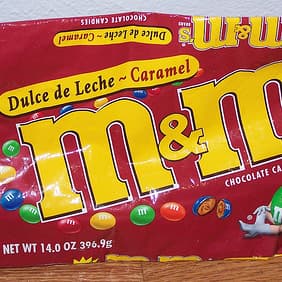 CHOCOLATE CANDIES
Dulce de Leche ~ Caramel
m&m's
BRAND
Dulce de Leche ~ Caramel
m&m
CHOCOLATE CA
m
m
m
m
NET WT 14.0 OZ 396.9g